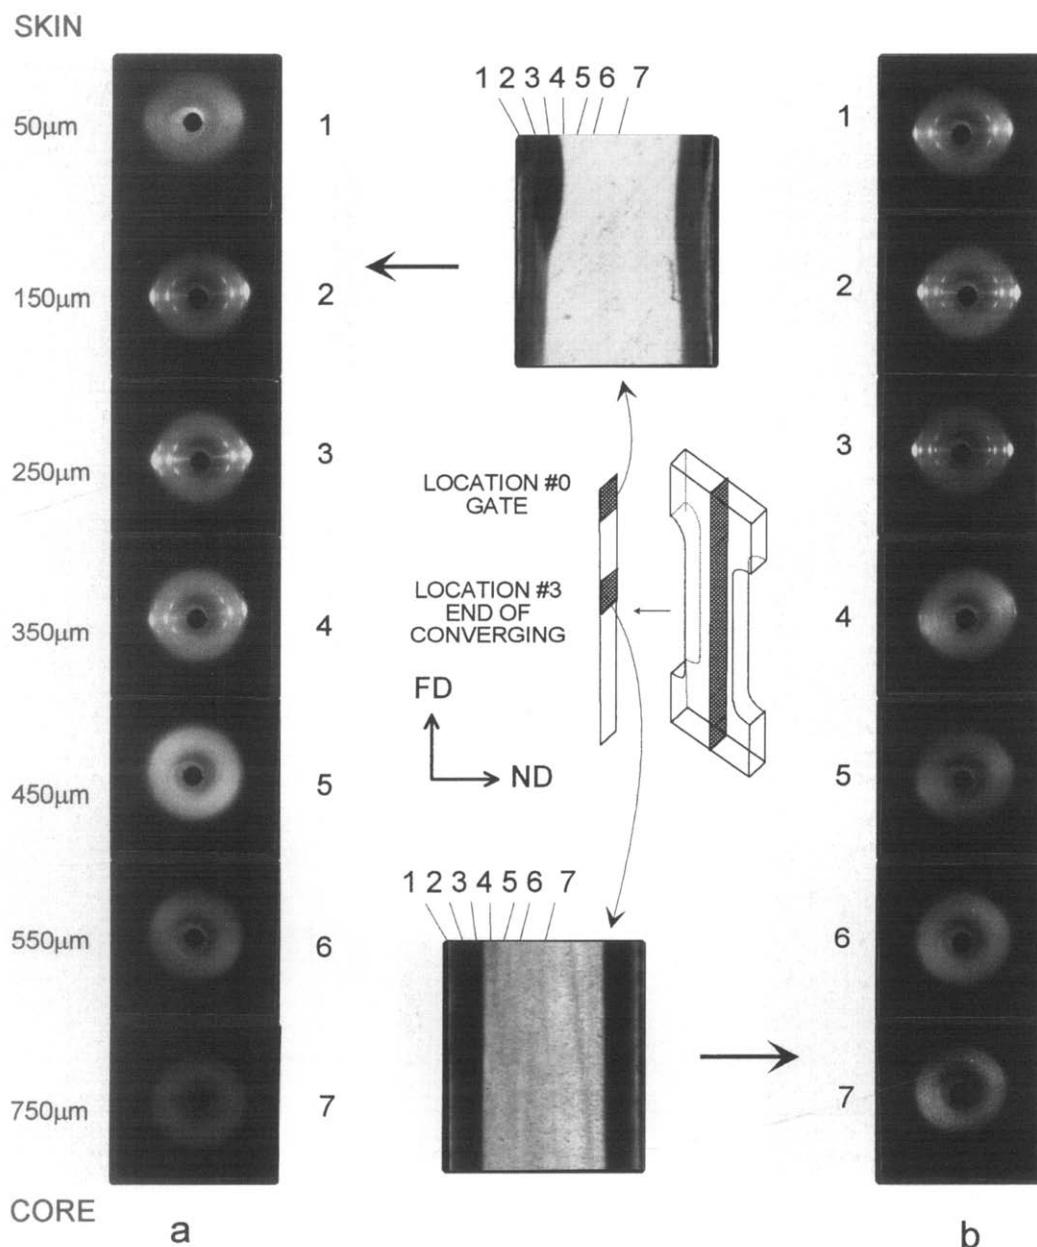 SKIN
50µm
150µm
250µm
350µm
450µm
550µm
750µm
CORE
a
1
2
3
4
5
6
7
1 2 3 4 5 6 7
LOCATION #0
GATE
LOCATION #3
END OF
CONVERGING
FD
ND
1 2 3 4 5 6 7
1
2
3
4
5
6
7
b